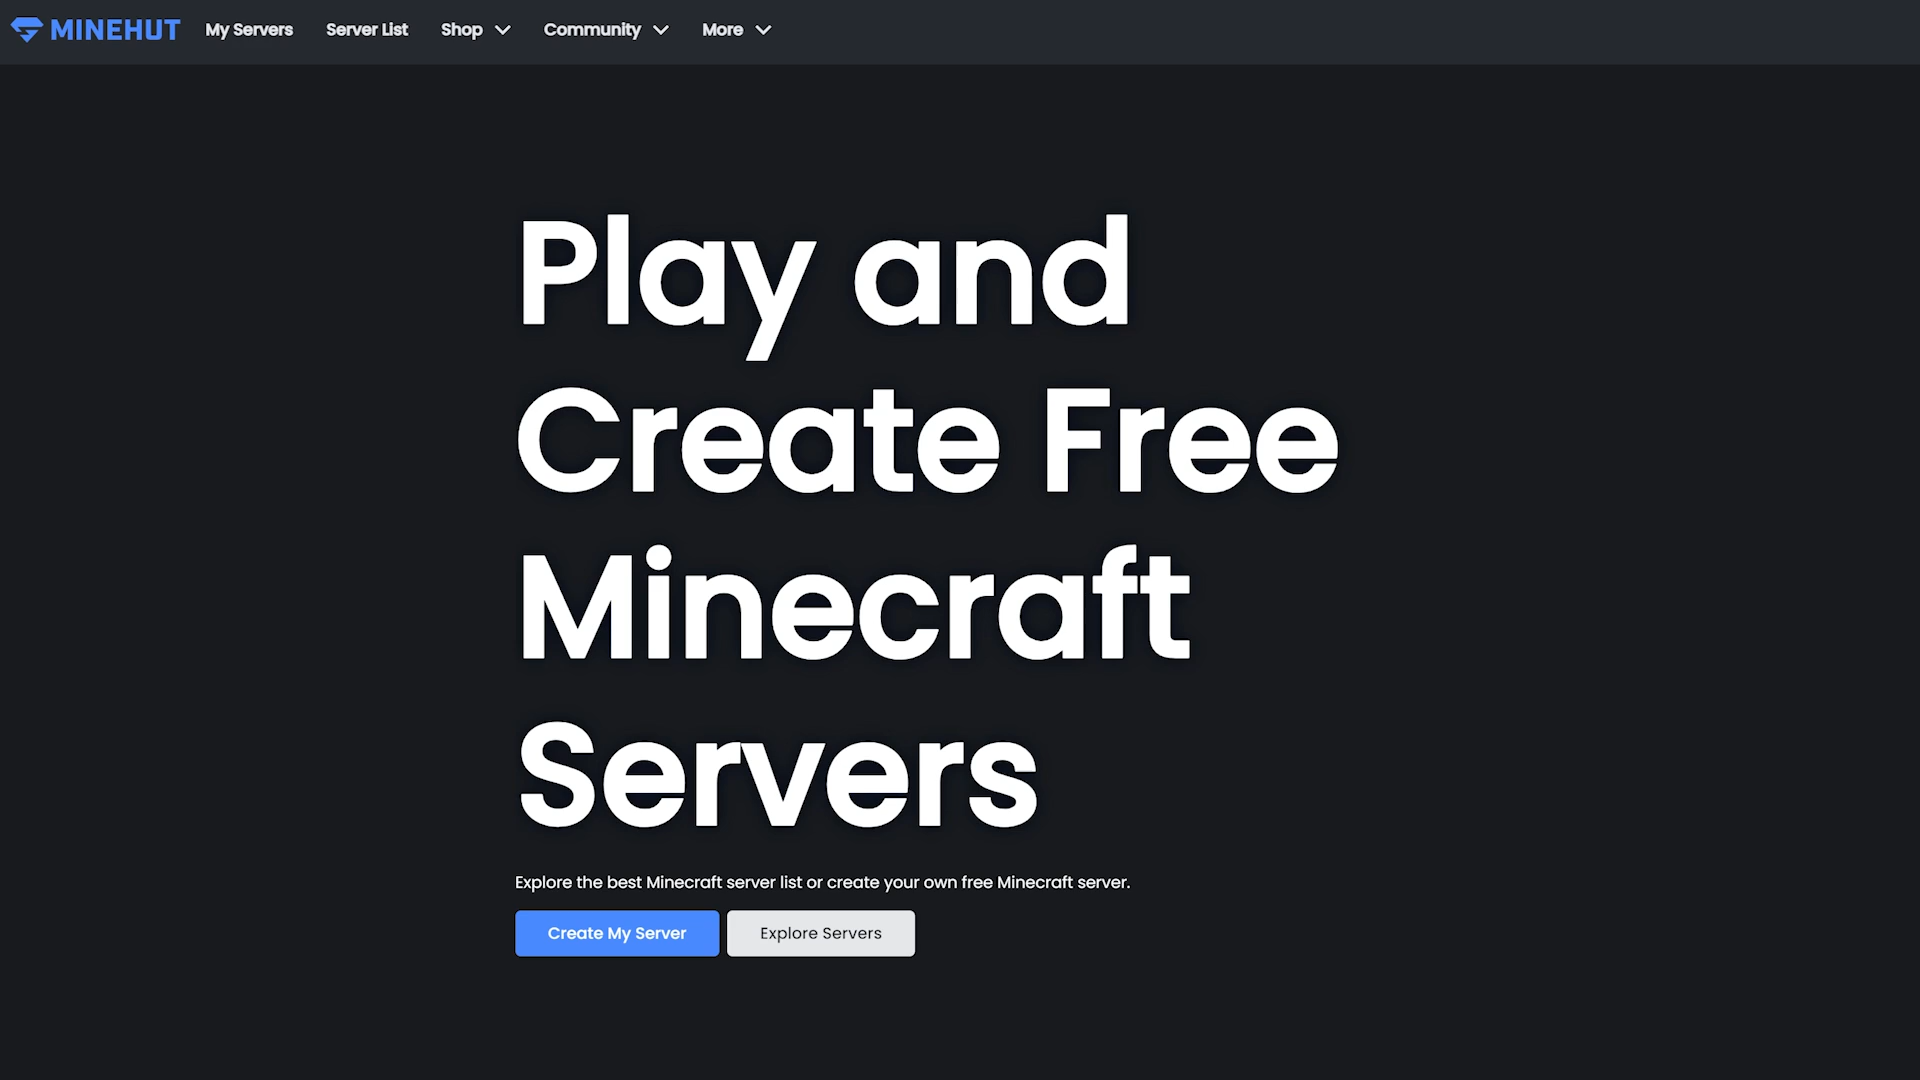 MINEHUT My Servers Server List Shop Community More
Play and
Create Free
Minecraft
Servers
Explore the best Minecraft server list or create your own free Minecraft server.
Create My Server Explore Servers